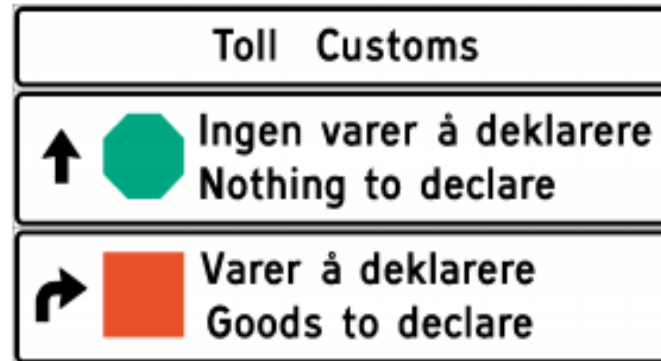 Toll Customs
Ingen varer å deklarere
Nothing to declare
Varer å deklarere
Goods to declare